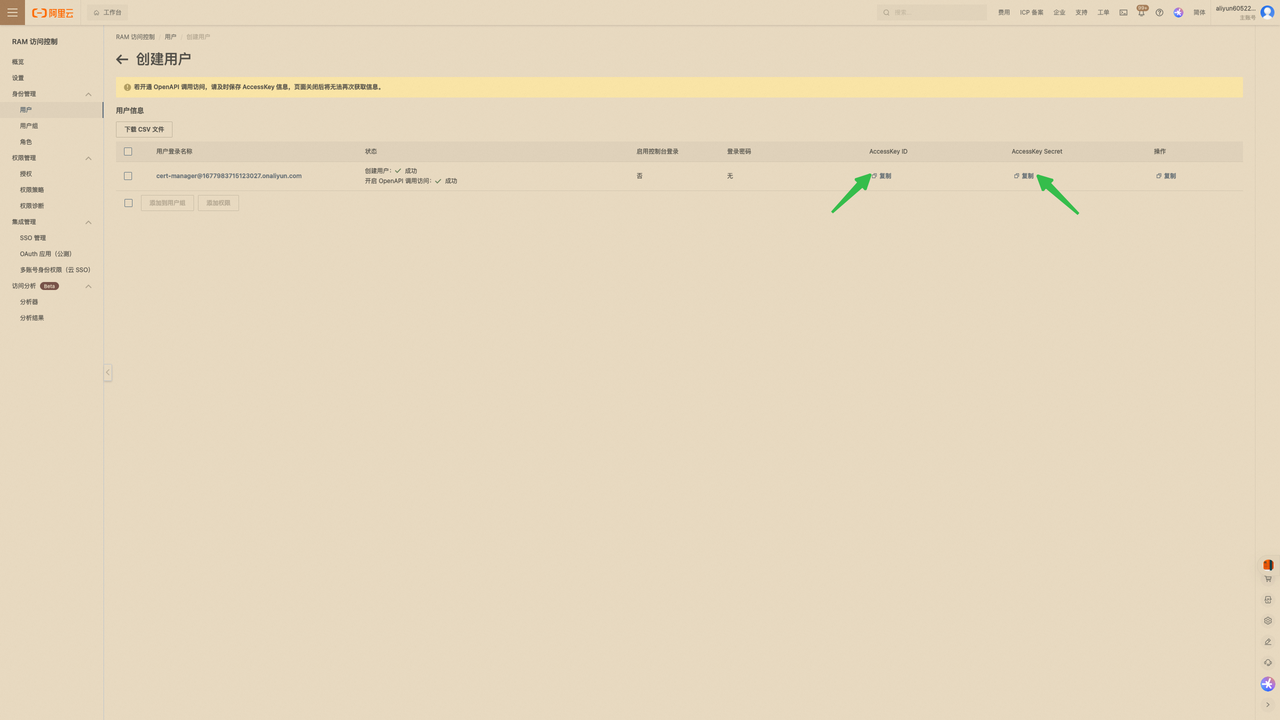 阿里云
工作台
搜索...
费用
ICP 备案
企业
支持
工单
99+
简体
aliyun60522...
主账号
RAM 访问控制
概览
设置
身份管理
用户
用户组
角色
权限管理
授权
权限策略
权限诊断
集成管理
SSO 管理
OAuth 应用（公测）
多账号身份权限（云 SSO）
访问分析 Beta
分析器
分析结果
RAM 访问控制 / 用户 / 创建用户
创建用户
若开通 OpenAPI 调用访问，请及时保存 AccessKey 信息，页面关闭后将无法再次获取信息。
用户信息
下载 CSV 文件
用户登录名称 状态 启用控制台登录 登录密码 AccessKey ID AccessKey Secret 操作
cert-manager@1677983715123027.onaliyun.com
创建用户： 成功
开启 OpenAPI 调用访问： 成功
否 无 复制 复制 复制
添加到用户组 添加权限